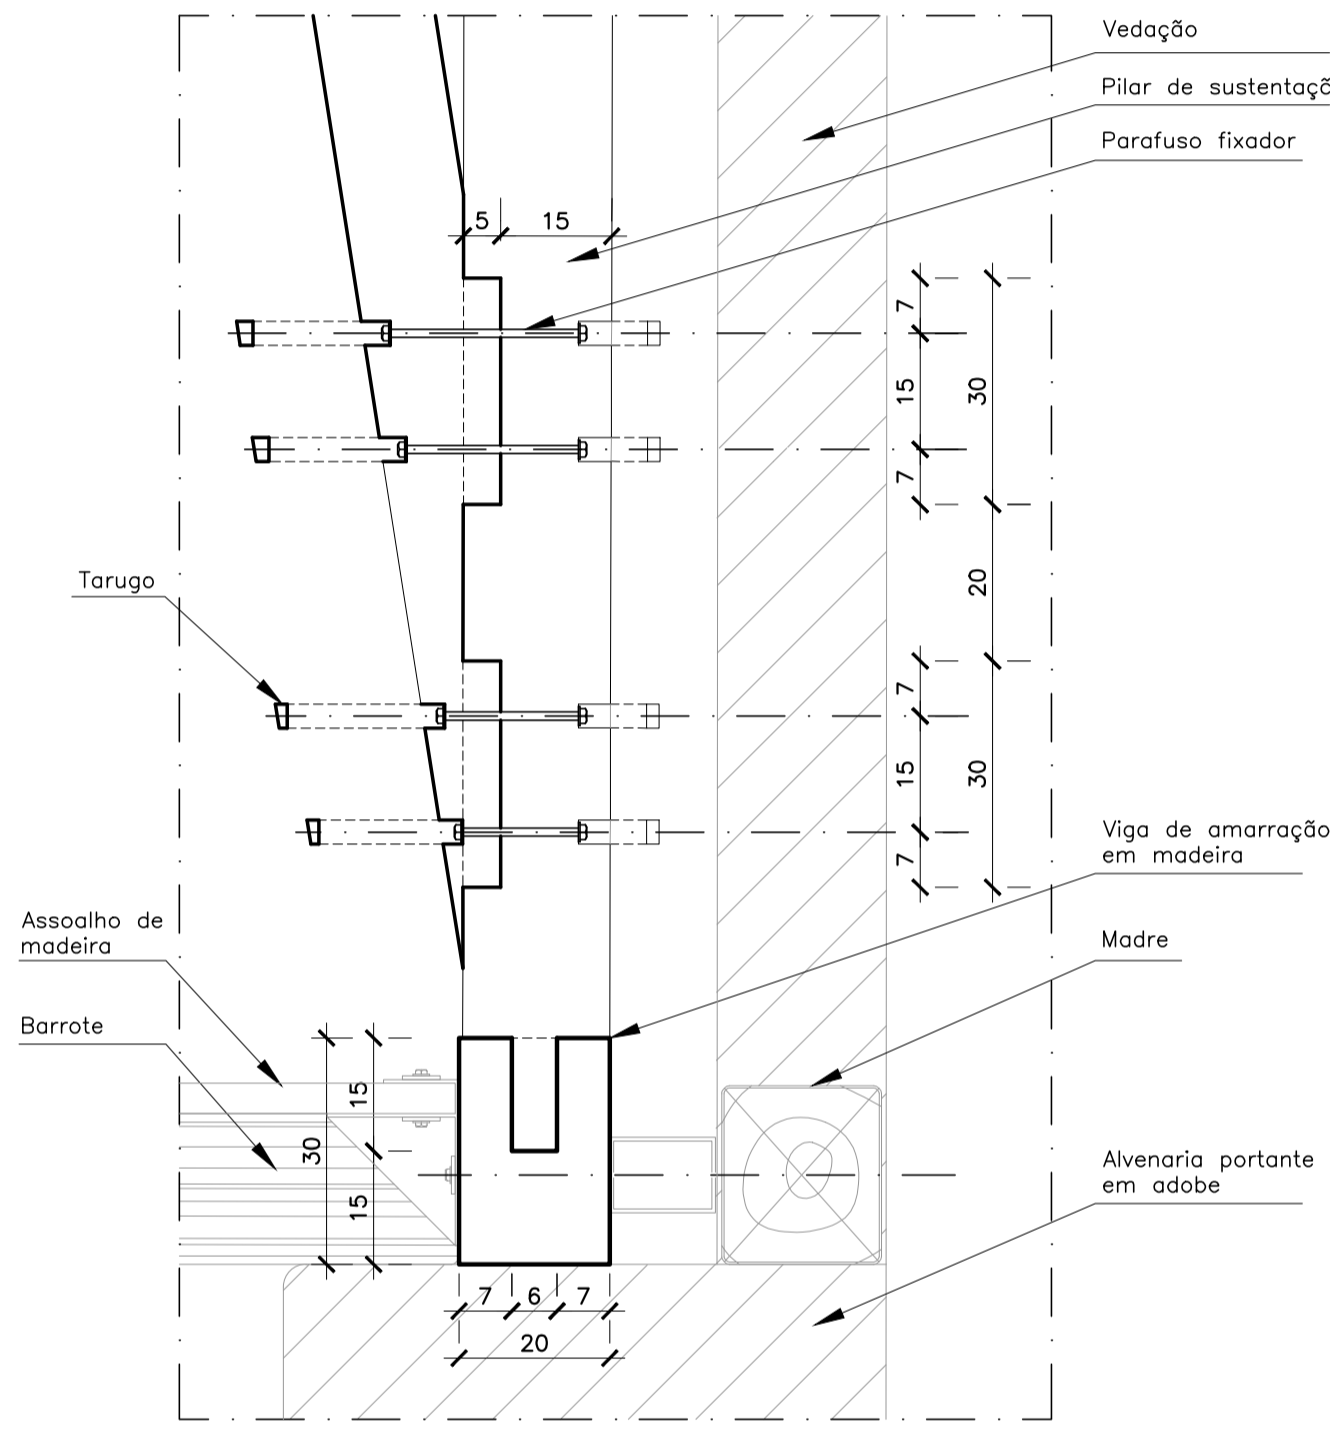 Vedação
Pilar de sustentaçõ
Parafuso fixador
5 15
7
15
30
7
20
Tarugo
7
15
30
7
Viga de amarração
em madeira
Assoalho de
madeira
Madre
Barrote
15
30
15
Alvenaria portante
em adobe
7 6 7
20